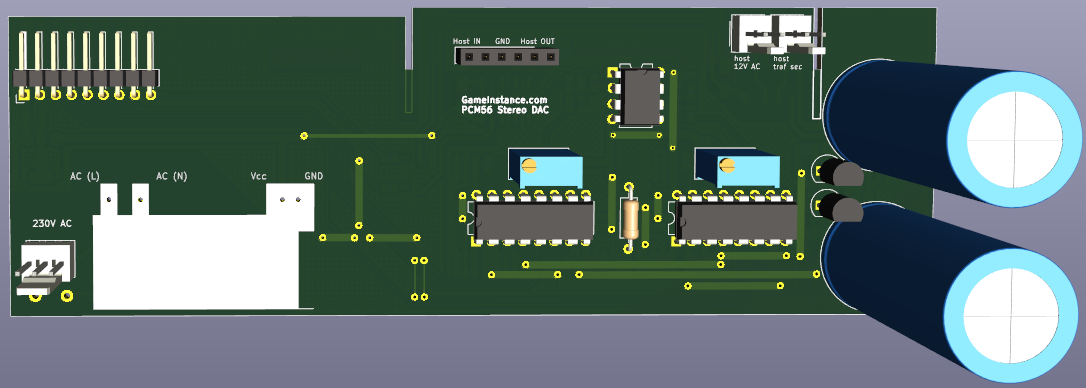 Host IN GND Host OUT
host
12V AC
host
traf sec
GameInstance.com
PCM56 Stereo DAC
AC (L) AC (N) Vcc GND
230V AC